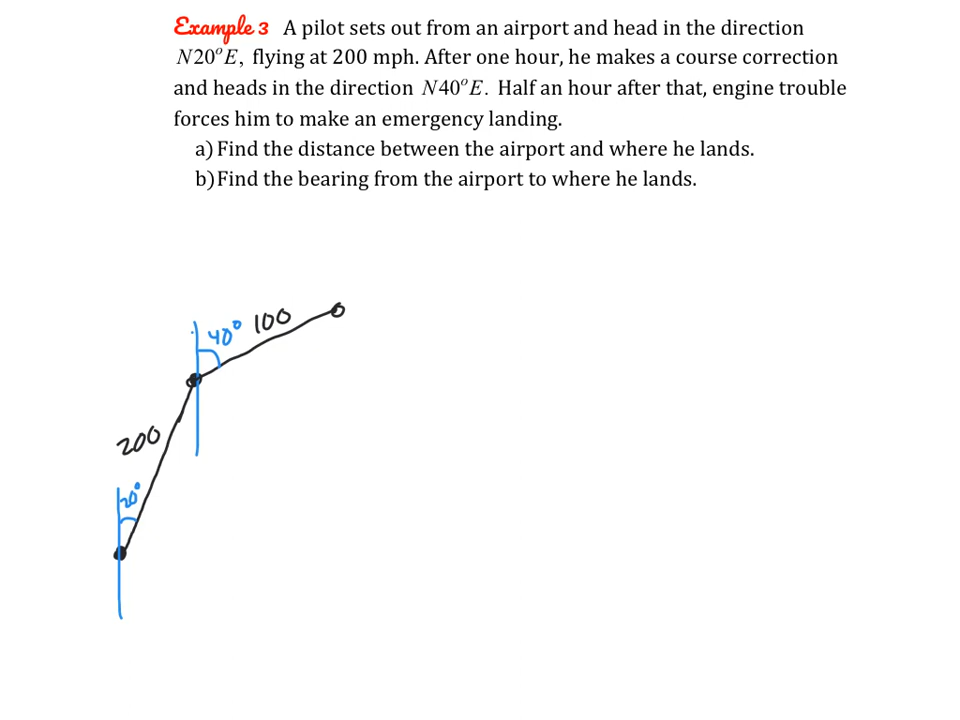 Example 3 A pilot sets out from an airport and head in the direction
N20°E, flying at 200 mph. After one hour, he makes a course correction
and heads in the direction N40°E. Half an hour after that, engine trouble
forces him to make an emergency landing.
a) Find the distance between the airport and where he lands.
b) Find the bearing from the airport to where he lands.
40° 100
200
20°